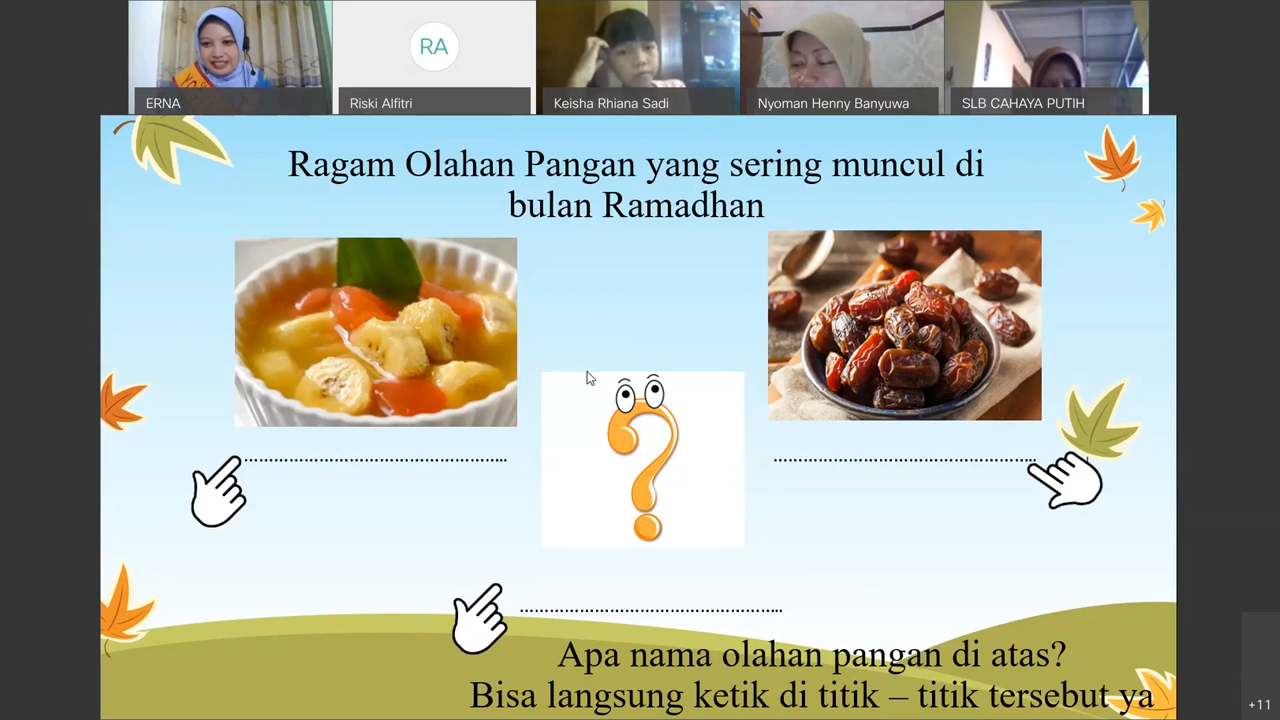 ERNA
RA
Riski Alfitri
Keisha Rhiana Sadi
Nyoman Henny Banyuwa
SLB CAHAYA PUTIH
Ragam Olahan Pangan yang sering muncul di
bulan Ramadhan
?
Apa nama olahan pangan di atas?
Bisa langsung ketik di titik – titik tersebut ya
+11